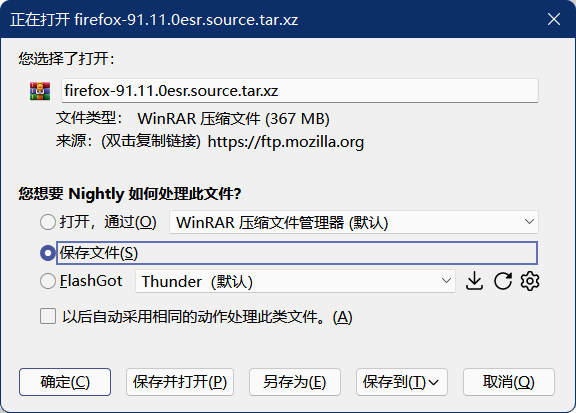 正在打开 firefox-91.11.0esr.source.tar.xz
您选择了打开：
firefox-91.11.0esr.source.tar.xz
文件类型： WinRAR 压缩文件 (367 MB)
来源：(双击复制链接) https://ftp.mozilla.org
您想要 Nightly 如何处理此文件？
打开，通过(O) WinRAR 压缩文件管理器 (默认)
保存文件(S)
FlashGot Thunder（默认）
以后自动采用相同的动作处理此类文件。(A)
确定(C) 保存并打开(P) 另存为(E) 保存到(T) 取消(Q)